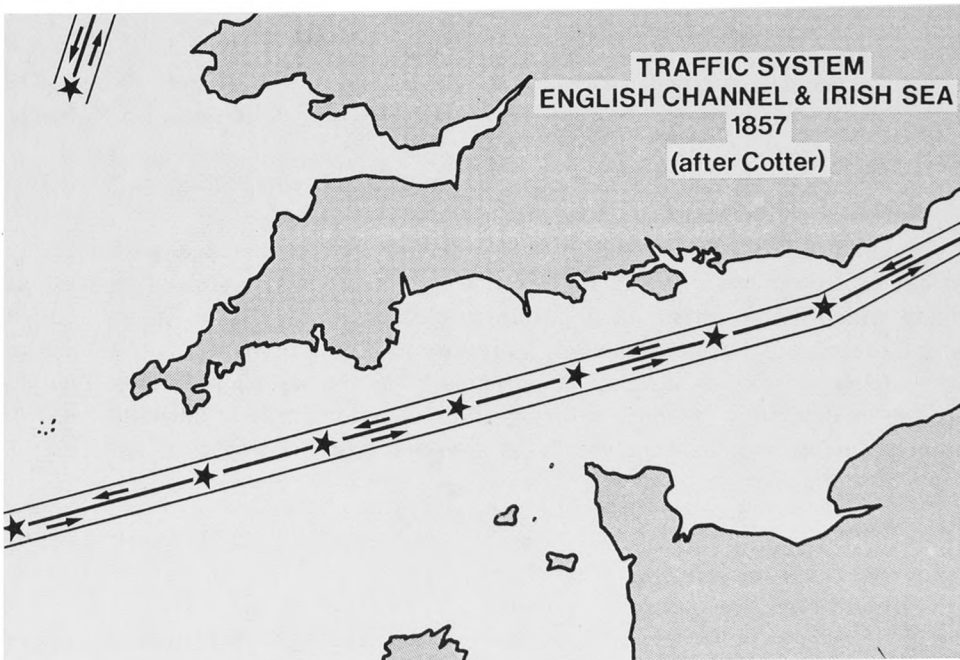 TRAFFIC SYSTEM
ENGLISH CHANNEL & IRISH SEA
1857
(after Cotter)